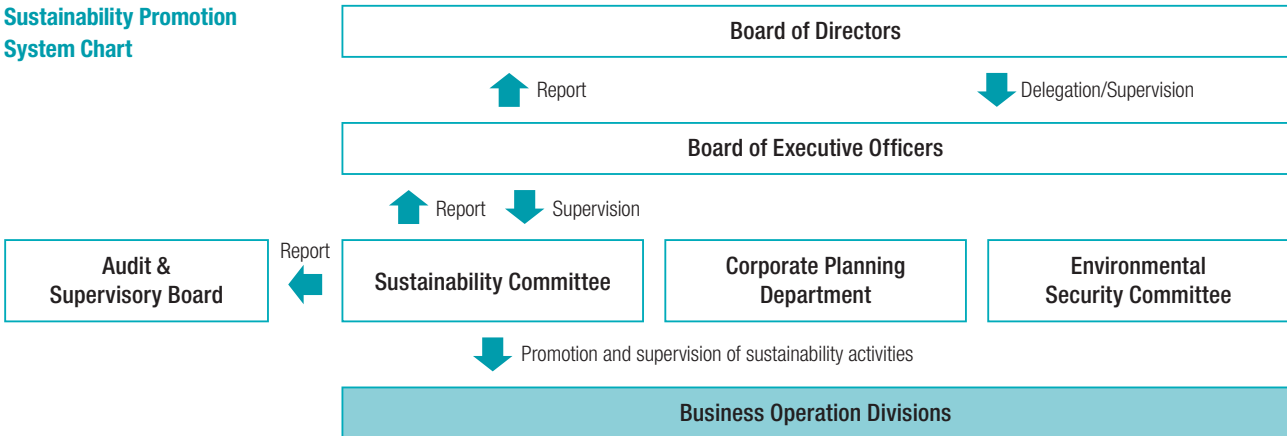 Sustainability Promotion
System Chart
Board of Directors
Report
Delegation/Supervision
Board of Executive Officers
Report
Supervision
Audit &
Supervisory Board
Report
Sustainability Committee
Corporate Planning
Department
Environmental
Security Committee
Promotion and supervision of sustainability activities
Business Operation Divisions